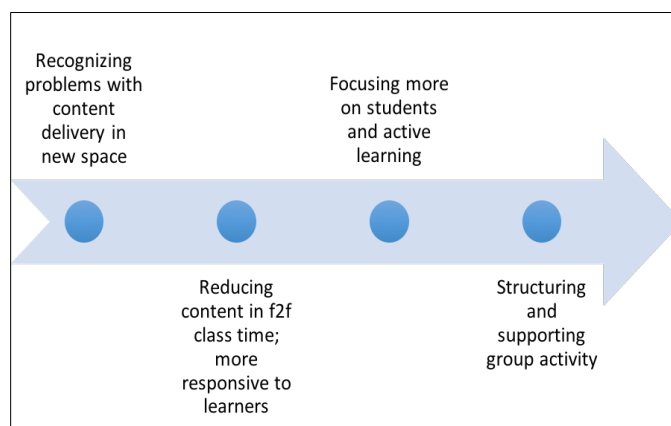 Recognizing
problems with
content
delivery in
new space
Reducing
content in f2f
class time;
more
responsive to
learners
Focusing more
on students
and active
learning
Structuring
and
supporting
group activity